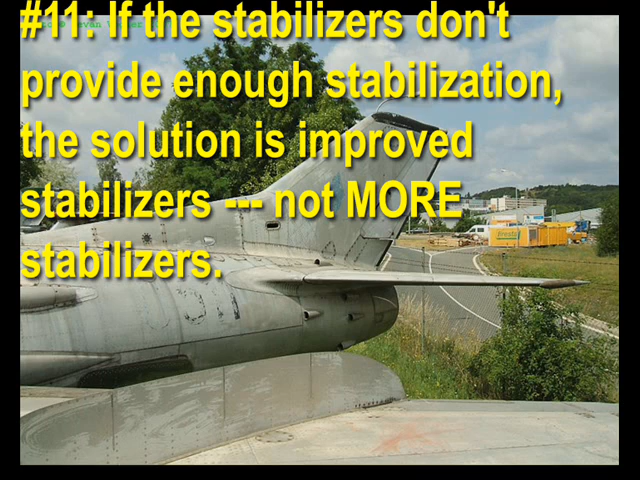 #11: If the stabilizers don't
provide enough stabilization,
the solution is improved
stabilizers --- not MORE
stabilizers.